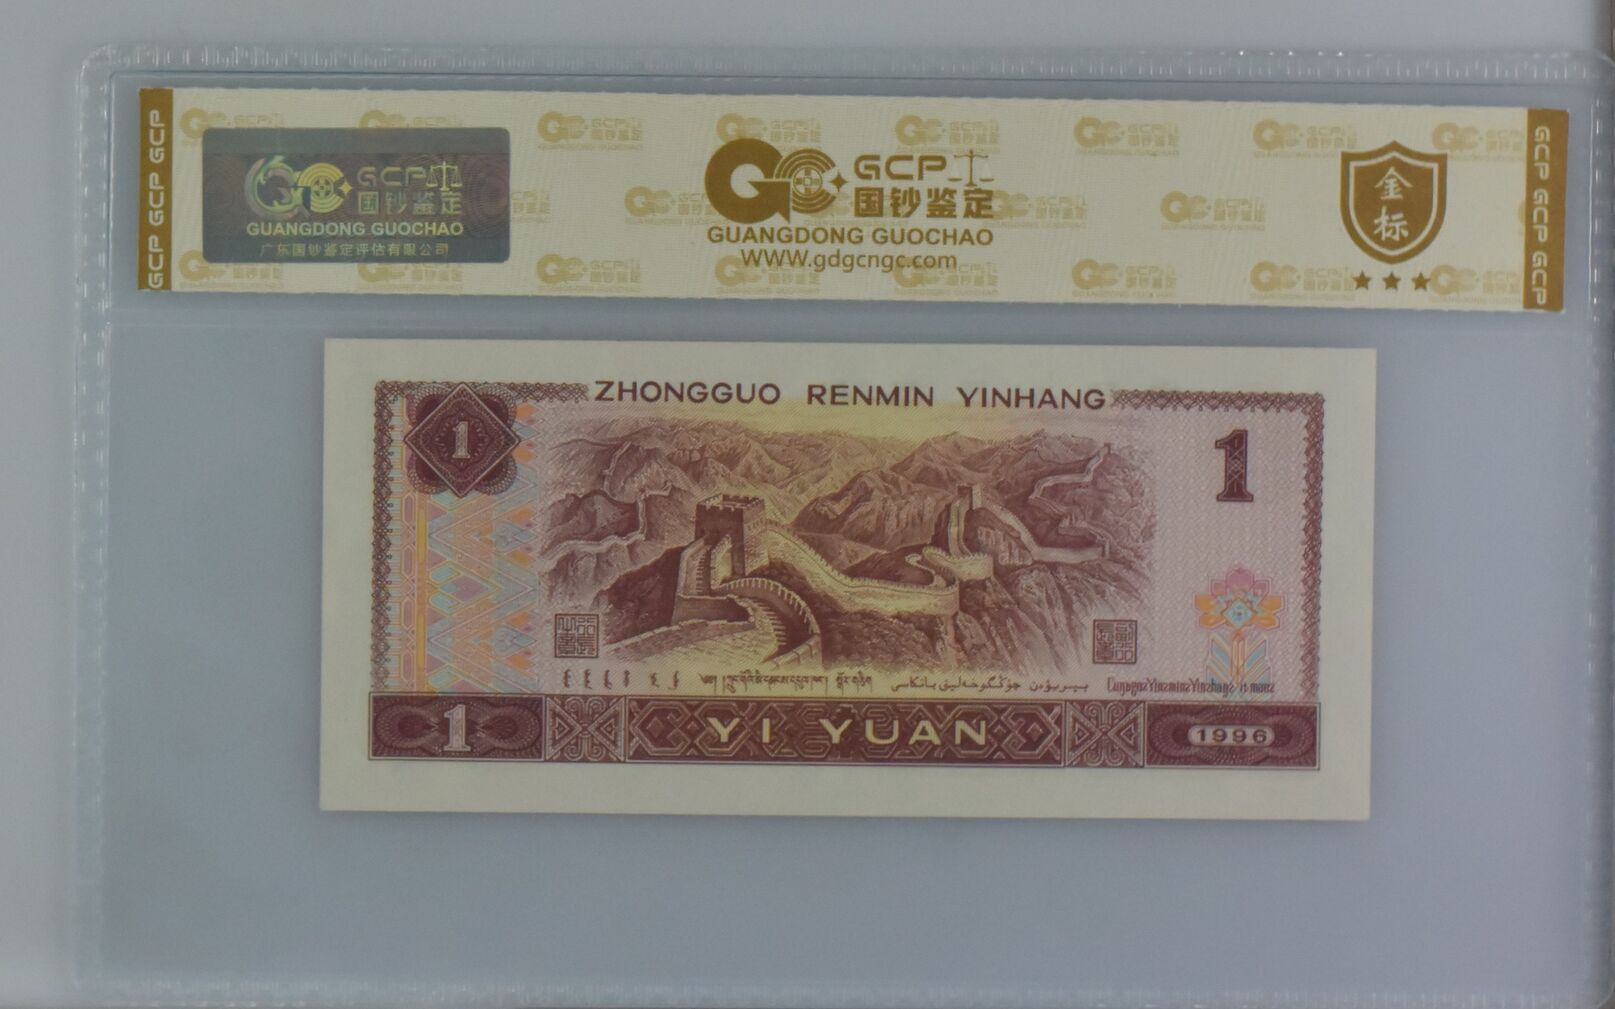 GCP GCP GCP
GCP
国钞鉴定
GUANGDONG GUOCHAO
广东国钞鉴定评估有限公司
GCP
国钞鉴定
GUANGDONG GUOCHAO
WWW.gdgcngc.com
金
标
GCP GCP GCP
ZHONGGUO RENMIN YINHANG
1
1
1
YI YUAN
1996